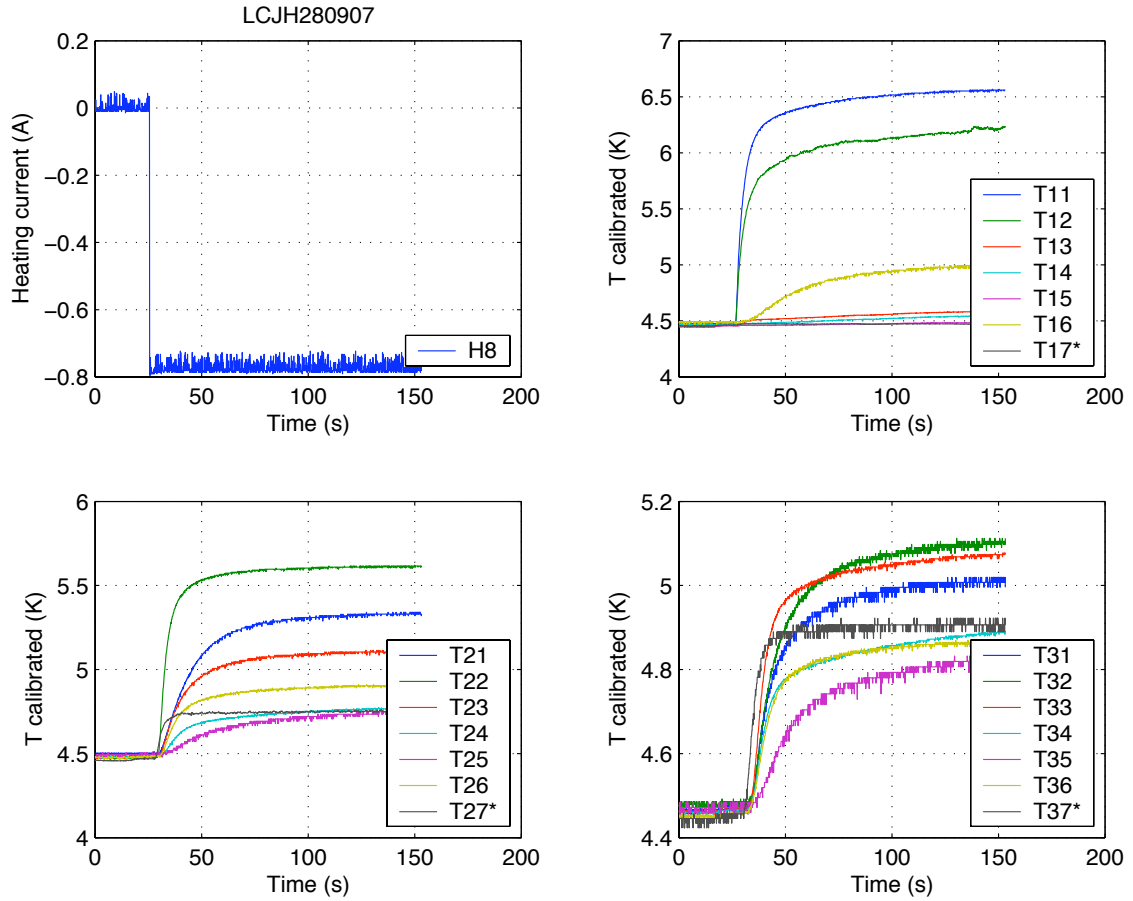 LCJH280907
0.2
0
−0.2
−0.4
−0.6
−0.8
Heating current (A)
0 50 100 150 200
Time (s)
H8
7
6.5
6
5.5
5
4.5
4
T calibrated (K)
0 50 100 150 200
Time (s)
T11
T12
T13
T14
T15
T16
T17*
6
5.5
5
4.5
4
T calibrated (K)
0 50 100 150 200
Time (s)
T21
T22
T23
T24
T25
T26
T27*
5.2
5
4.8
4.6
4.4
T calibrated (K)
0 50 100 150 200
Time (s)
T31
T32
T33
T34
T35
T36
T37*